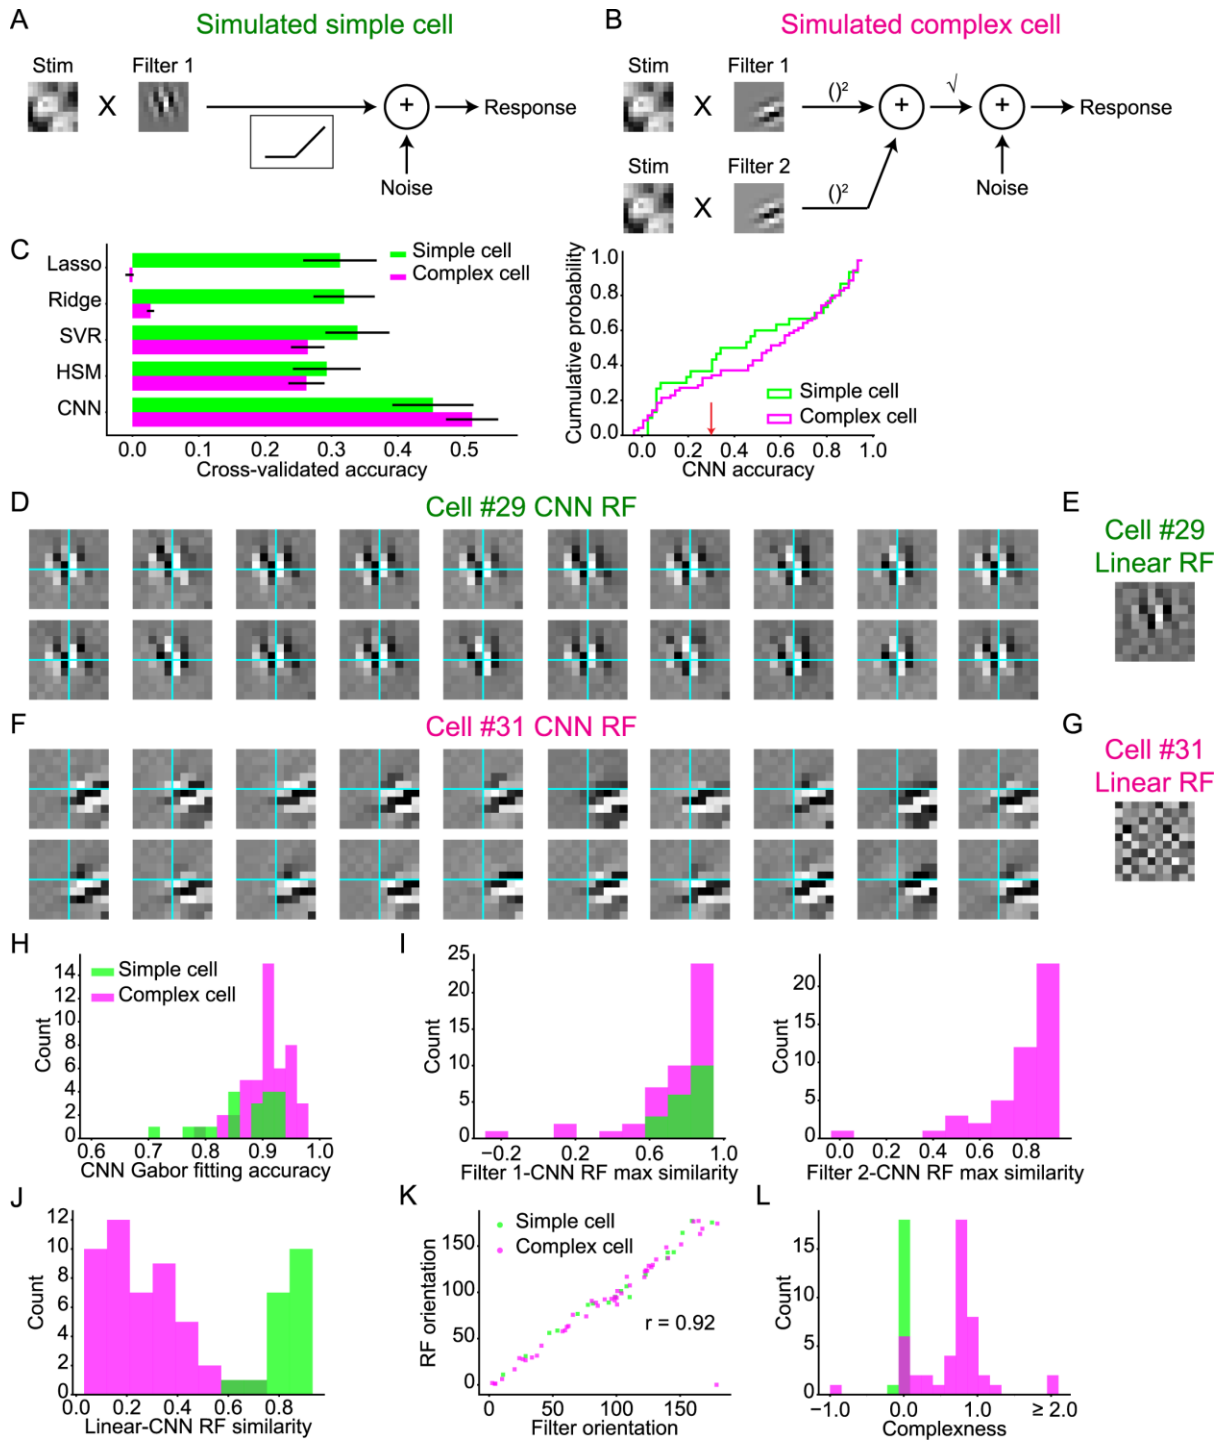 A
Simulated simple cell
Stim
Filter 1
X
+
Response
Noise
B
Simulated complex cell
Stim
Filter 1
X
()²
+
√
+
Response
Stim
Filter 2
X
()²
Noise
C
Simple cell
Complex cell
Lasso
Ridge
SVR
HSM
CNN
0.0 0.1 0.2 0.3 0.4 0.5
Cross-validated accuracy
Cumulative probability
1.0
0.8
0.6
0.4
0.2
0.0
Simple cell
Complex cell
0.0 0.2 0.4 0.6 0.8 1.0
CNN accuracy
D
Cell #29 CNN RF
E
Cell #29
Linear RF
F
Cell #31 CNN RF
G
Cell #31
Linear RF
H
Simple cell
Complex cell
Count
14
12
10
8
6
4
2
0
0.6 0.7 0.8 0.9 1.0
CNN Gabor fitting accuracy
I
Count
25
20
15
10
5
0
−0.2 0.2 0.6 1.0
Filter 1-CNN RF max similarity
Count
20
15
10
5
0
0.0 0.2 0.4 0.6 0.8
Filter 2-CNN RF max similarity
J
Count
12
10
8
6
4
2
0
0.0 0.2 0.4 0.6 0.8
Linear-CNN RF similarity
K
Simple cell
Complex cell
RF orientation
150
100
50
0
r = 0.92
0 50 100 150
Filter orientation
L
Count
15
10
5
0
−1.0 0.0 1.0 ≥ 2.0
Complexness